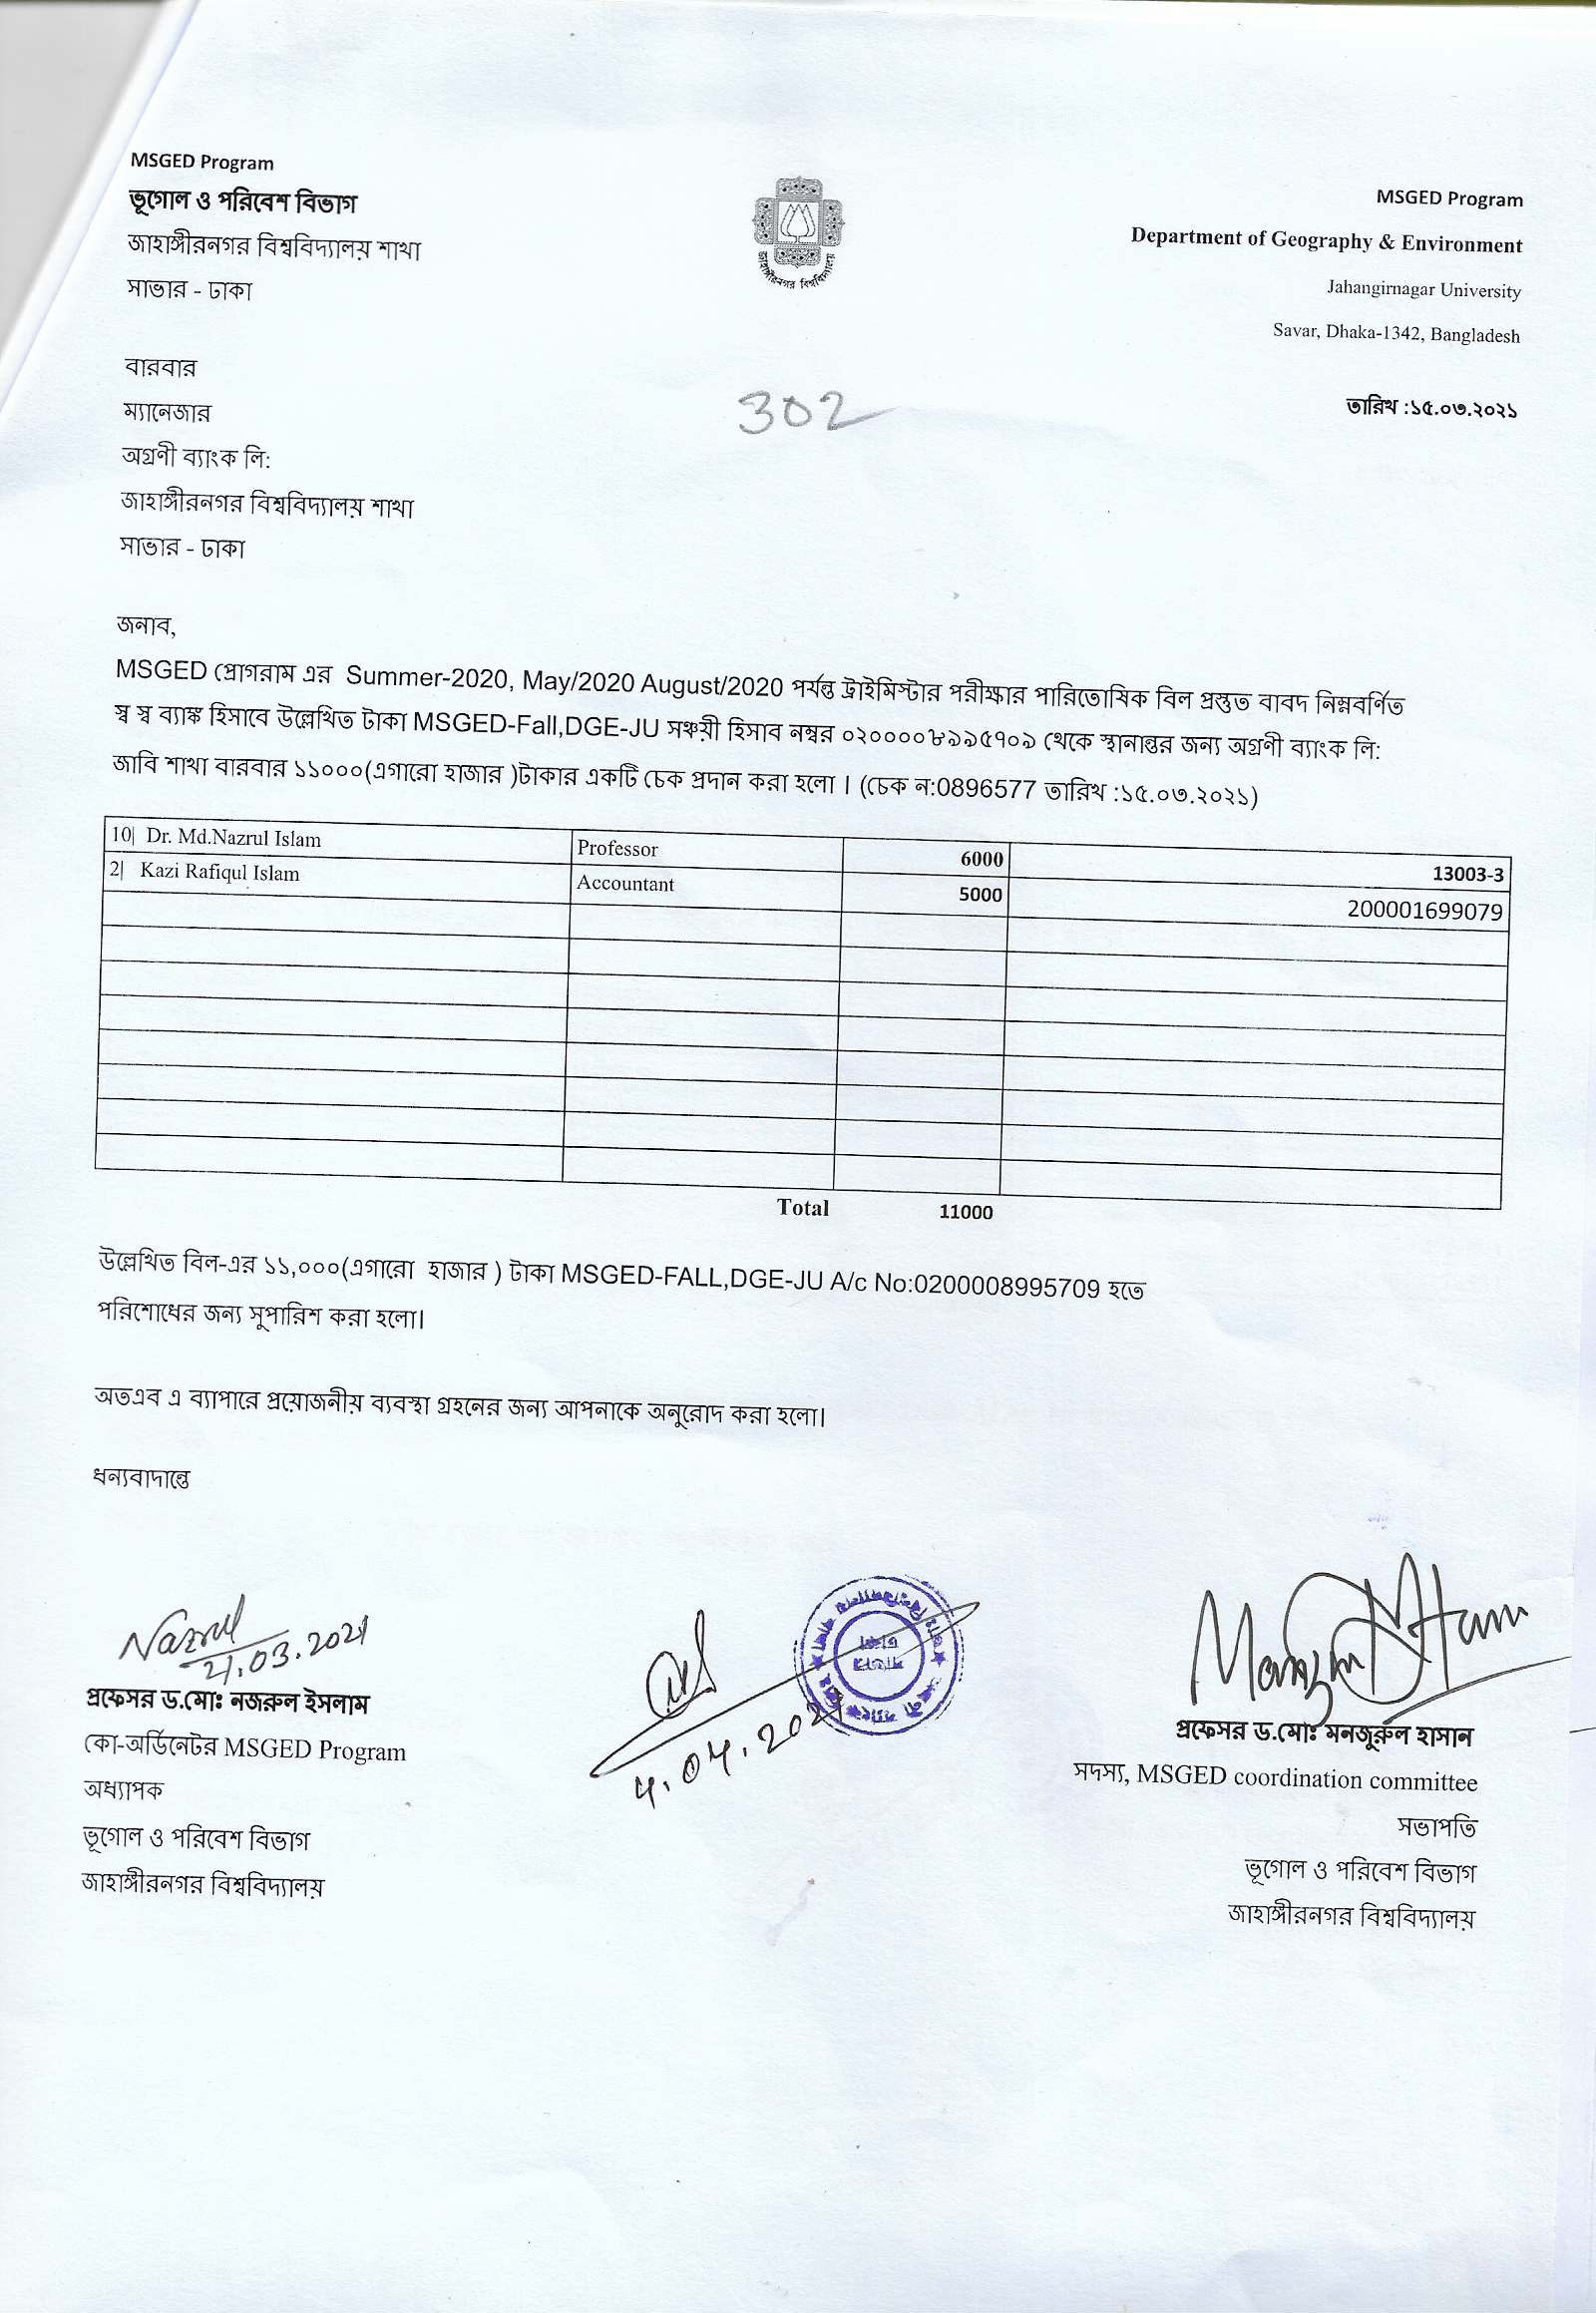 MSGED Program
ভূগোল ও পরিবেশ বিভাগ
জাহাঙ্গীরনগর বিশ্ববিদ্যালয় শাখা
সাভার - ঢাকা
জাহাঙ্গীরনগর বিশ্ববিদ্যালয়
MSGED Program
Department of Geography & Environment
Jahangirnagar University
Savar, Dhaka-1342, Bangladesh
বারবার
ম্যানেজার
অগ্রণী ব্যাংক লি:
জাহাঙ্গীরনগর বিশ্ববিদ্যালয় শাখা
সাভার - ঢাকা
302
তারিখ :১৫.০৩.২০২১
জনাব,
MSGED প্রোগরাম এর Summer-2020, May/2020 August/2020 পর্যন্ত ট্রাইমিস্টার পরীক্ষার পারিতোষিক বিল প্রস্তুত বাবদ নিম্নবর্ণিত
স্ব স্ব ব্যাঙ্ক হিসাবে উল্লেখিত টাকা MSGED-Fall,DGE-JU সঞ্চয়ী হিসাব নম্বর ০২০০০০৮৯৯৫৭০৯ থেকে স্থানান্তর জন্য অগ্রণী ব্যাংক লি:
জাবি শাখা বারবার ১১০০০(এগারো হাজার )টাকার একটি চেক প্রদান করা হলো । (চেক ন:0896577 তারিখ :১৫.০৩.২০২১)
10| Dr. Md.Nazrul Islam Professor 6000 13003-3
2| Kazi Rafiqul Islam Accountant 5000 200001699079
Total 11000
উল্লেখিত বিল-এর ১১,০০০(এগারো হাজার ) টাকা MSGED-FALL,DGE-JU A/c No:0200008995709 হতে
পরিশোধের জন্য সুপারিশ করা হলো।
অতএব এ ব্যাপারে প্রয়োজনীয় ব্যবস্থা গ্রহনের জন্য আপনাকে অনুরোদ করা হলো।
ধন্যবাদান্তে
Nazrul
21.03.2021
প্রফেসর ড.মোঃ নজরুল ইসলাম
কো-অর্ডিনেটর MSGED Program
অধ্যাপক
ভূগোল ও পরিবেশ বিভাগ
জাহাঙ্গীরনগর বিশ্ববিদ্যালয়
4.04.2021
প্রফেসর ড.মোঃ মনজুরুল হাসান
সদস্য, MSGED coordination committee
সভাপতি
ভূগোল ও পরিবেশ বিভাগ
জাহাঙ্গীরনগর বিশ্ববিদ্যালয়